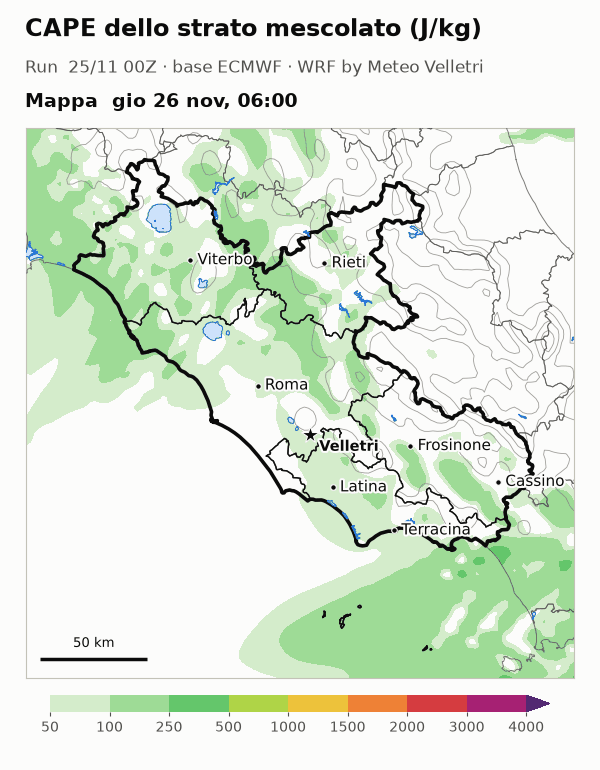 CAPE dello strato mescolato (J/kg)
Run  25/11 00Z · base ECMWF · WRF by Meteo Velletri
Mappa  gio 26 nov, 06:00
Viterbo
Rieti
Roma
Velletri
Frosinone
Cassino
Latina
Terracina
50 km
50 100 250 500 1000 1500 2000 3000 4000